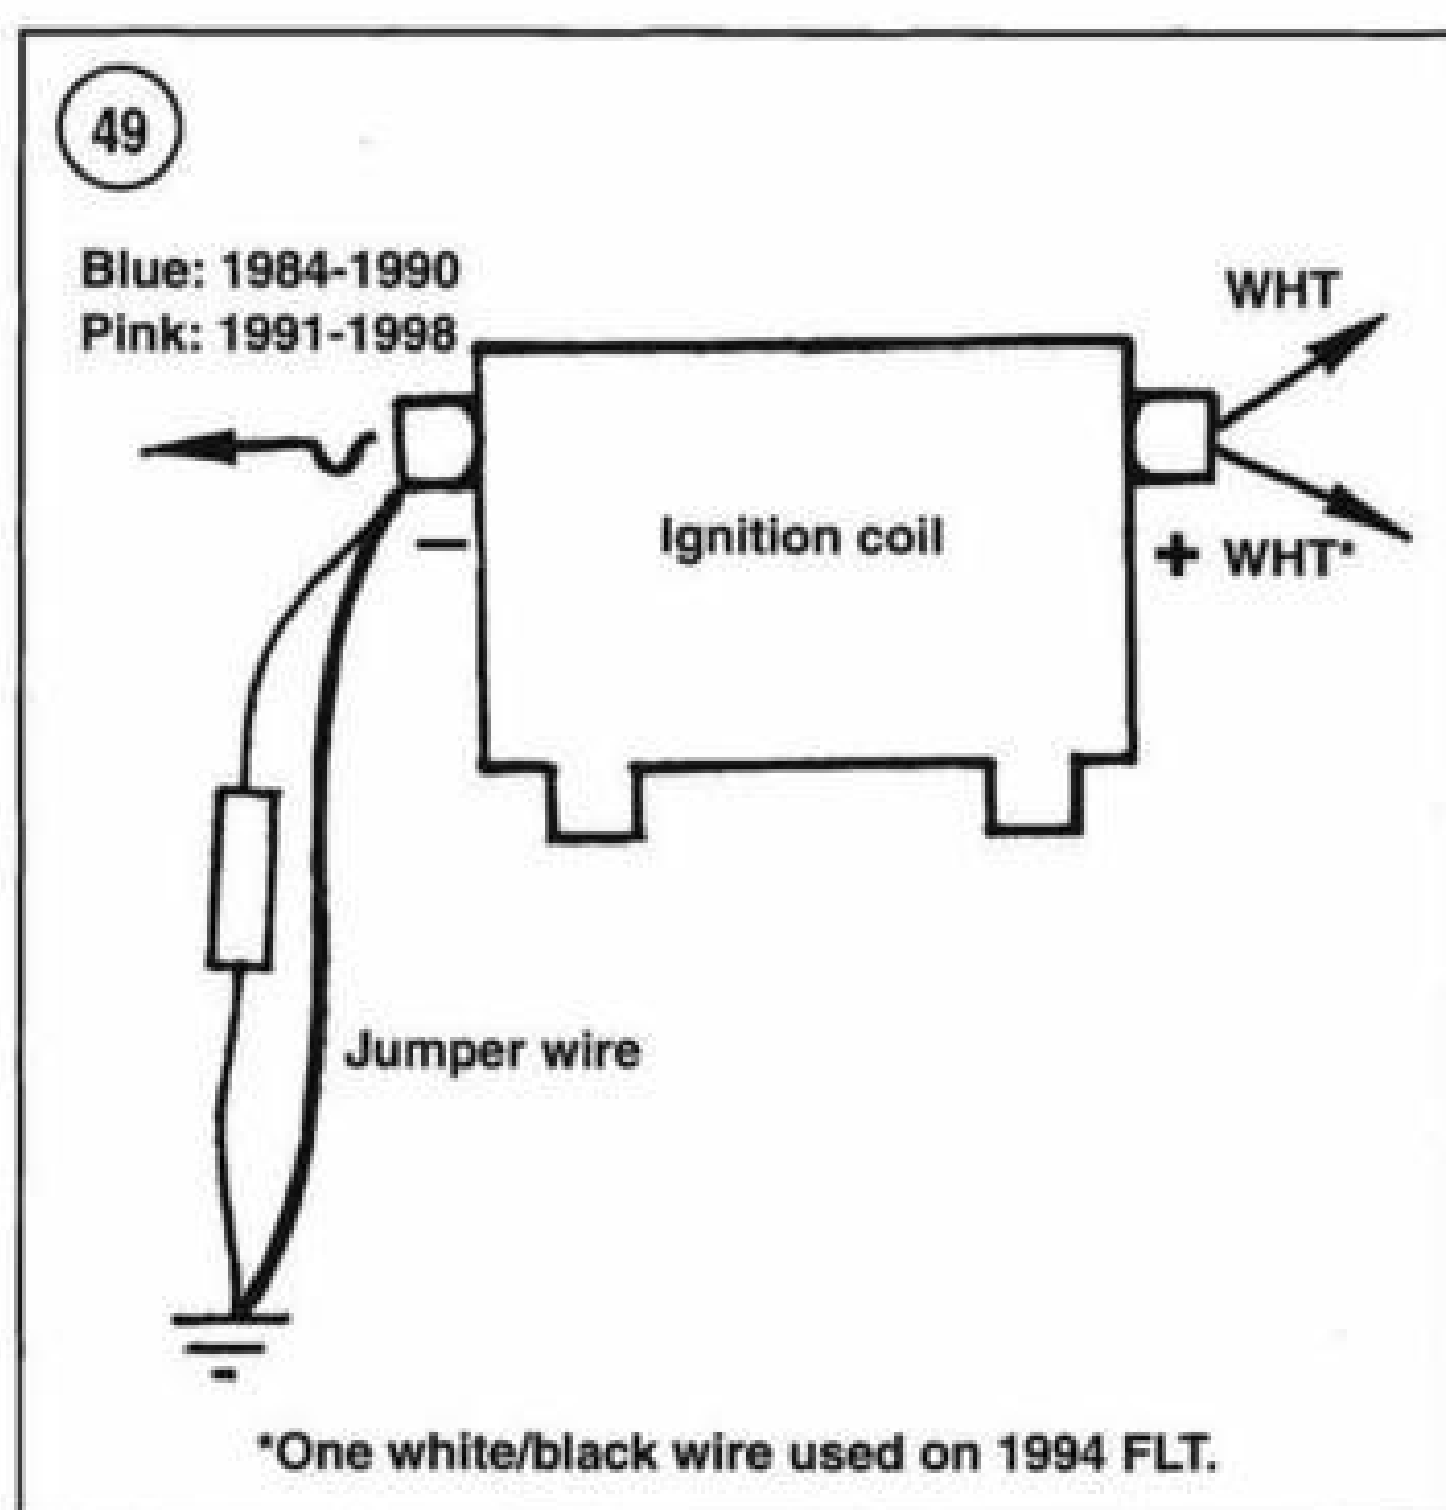 49
Blue: 1984-1990
Pink: 1991-1998
WHT
Ignition coil
− + WHT*
Jumper wire
*One white/black wire used on 1994 FLT.